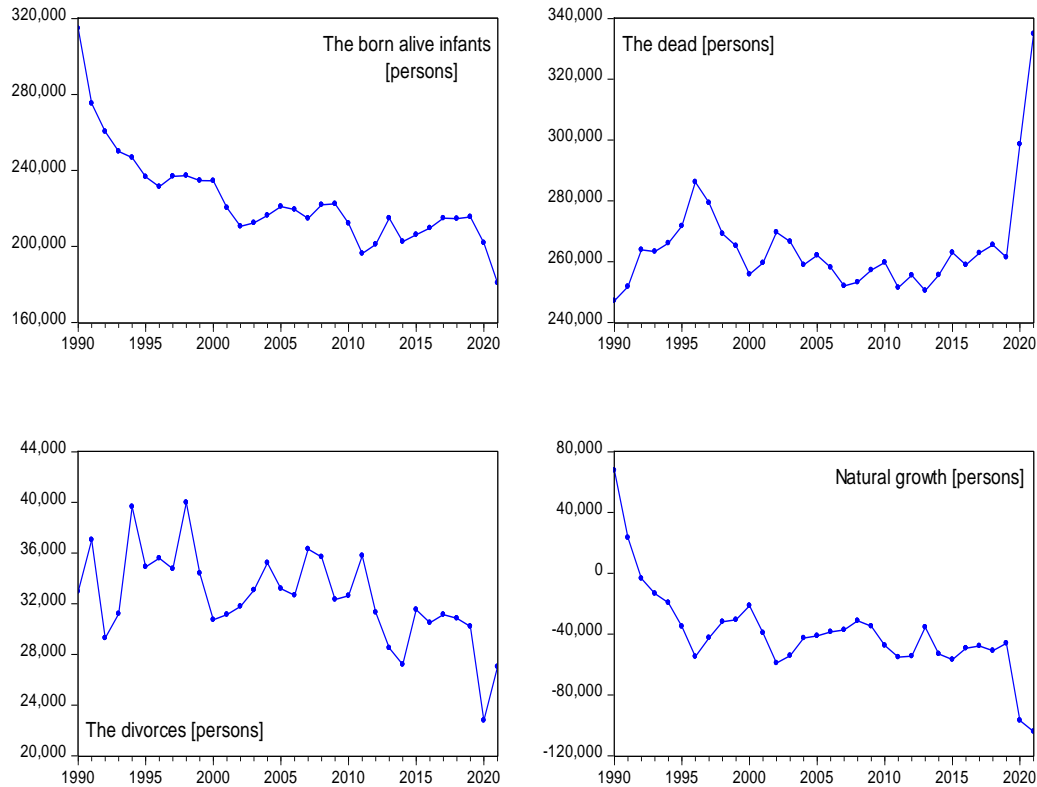 320,000
280,000
240,000
200,000
160,000
The born alive infants
[persons]
1990 1995 2000 2005 2010 2015 2020
340,000
320,000
300,000
280,000
260,000
240,000
The dead [persons]
1990 1995 2000 2005 2010 2015 2020
44,000
40,000
36,000
32,000
28,000
24,000
20,000
The divorces [persons]
1990 1995 2000 2005 2010 2015 2020
80,000
40,000
0
-40,000
-80,000
-120,000
Natural growth [persons]
1990 1995 2000 2005 2010 2015 2020